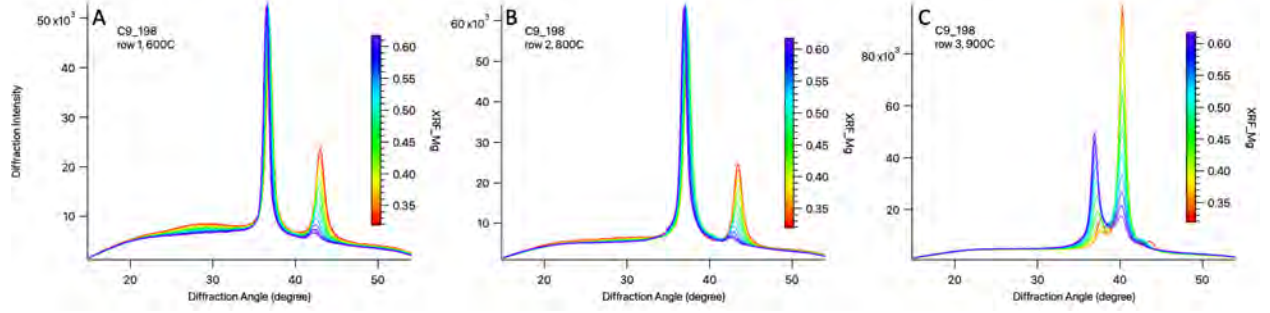 A
C9_198
row 1,600C
50 x10³
40
30
20
10
20
30
40
50
Diffraction Intensity
Diffraction Angle (degree)
0.60
0.55
0.50
0.45
0.40
0.35
XRF_Mg
B
C9_198
row 2,800C
60 x10³
50
40
30
20
10
20
30
40
50
Diffraction Angle (degree)
0.60
0.55
0.50
0.45
0.40
0.35
XRF_Mg
C
C9_198
row 3,900C
80 x10³
60
40
20
20
30
40
50
Diffraction Angle (degree)
0.60
0.55
0.50
0.45
0.40
0.35
XRF_Mg